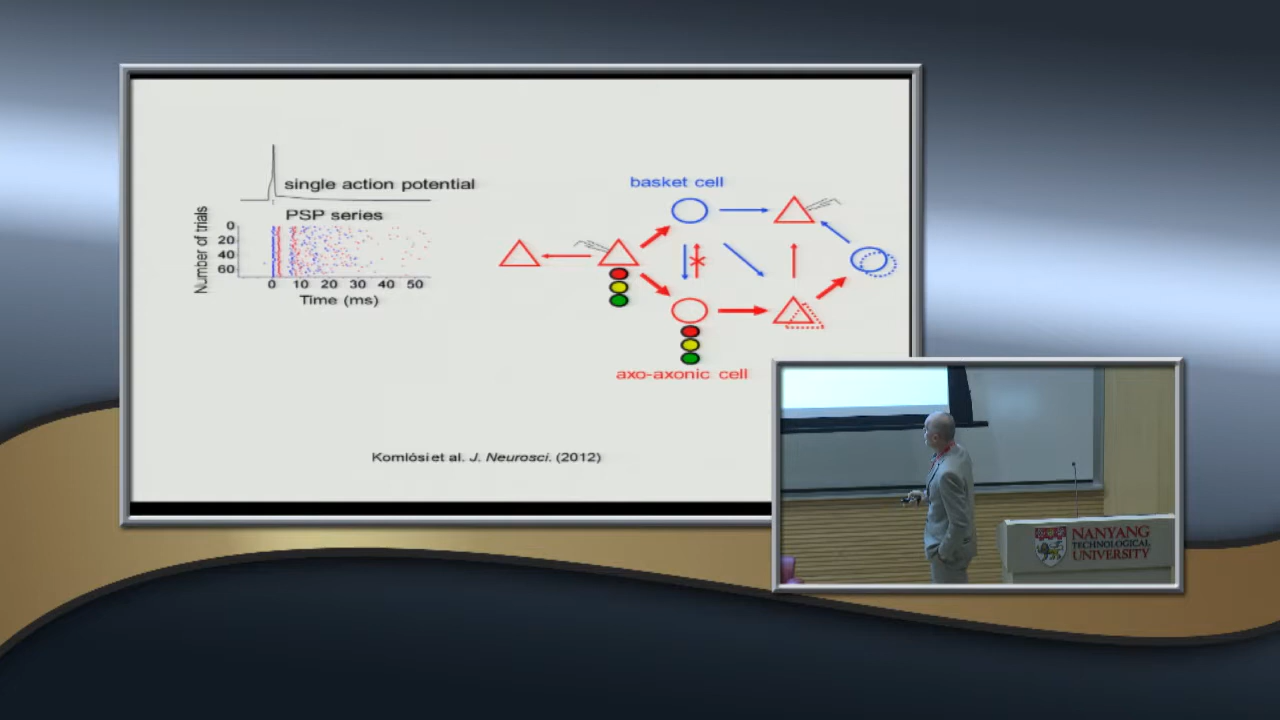 single action potential
PSP series
Number of trials
0
20
40
60
0 10 20 30 40 50
Time (ms)
basket cell
axo-axonic cell
Komlósi et al. J. Neurosci. (2012)
NANYANG
TECHNOLOGICAL
UNIVERSITY